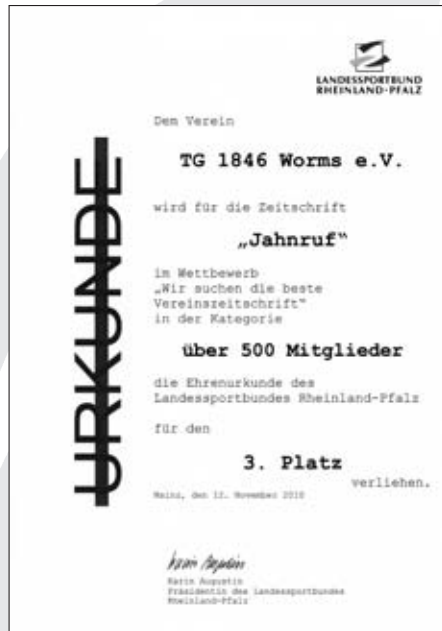 LANDESSPORTBUND
RHEINLAND-PFALZ
Dem Verein
TG 1846 Worms e.V.
wird für die Zeitschrift
„Jahnruf“
im Wettbewerb
„Wir suchen die beste
Vereinszeitschrift“
in der Kategorie
über 500 Mitglieder
die Ehrenurkunde des
Landessportbundes Rheinland-Pfalz
für den
3. Platz
verliehen.
Mainz, den 12. November 2010
Karin Augustin
Karin Augustin
Präsidentin des Landessportbundes
Rheinland-Pfalz
URKUNDE